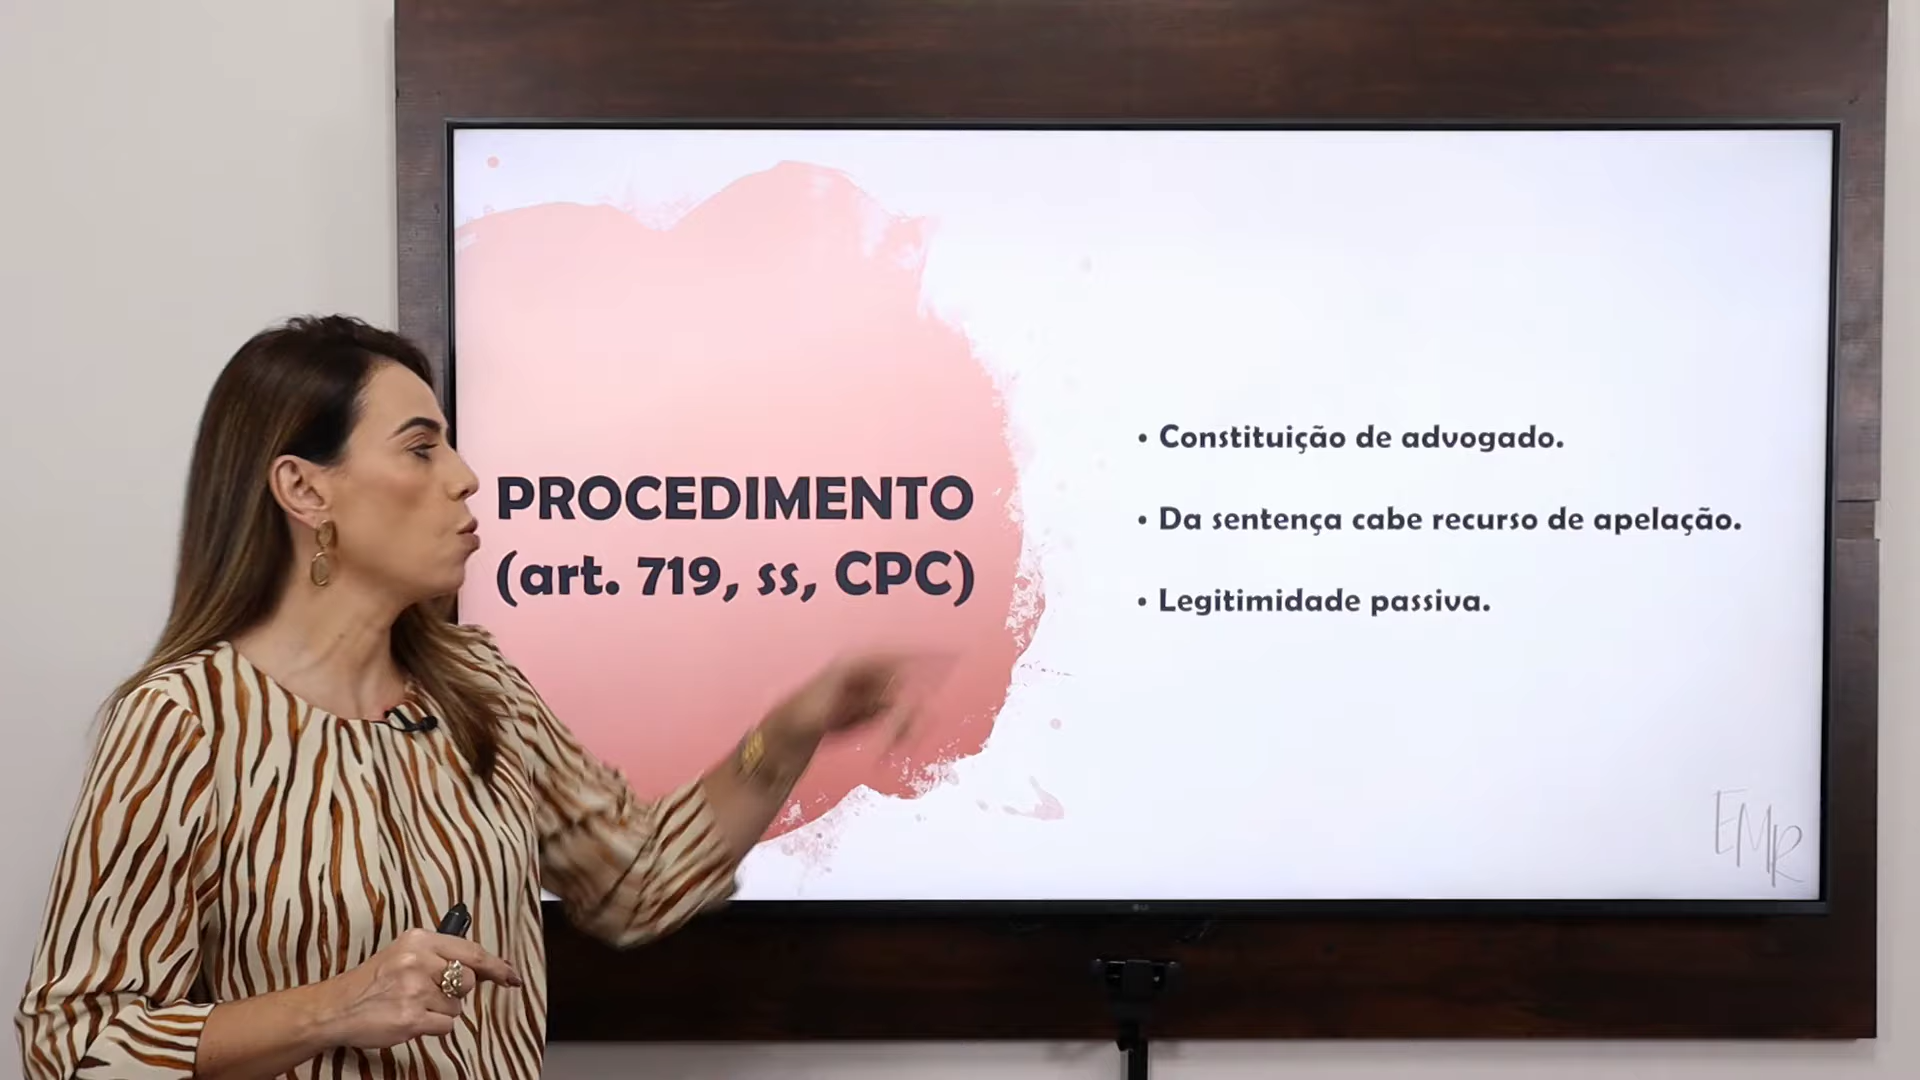 PROCEDIMENTO
(art. 719, ss, CPC)
• Constituição de advogado.
• Da sentença cabe recurso de apelação.
• Legitimidade passiva.
EMR